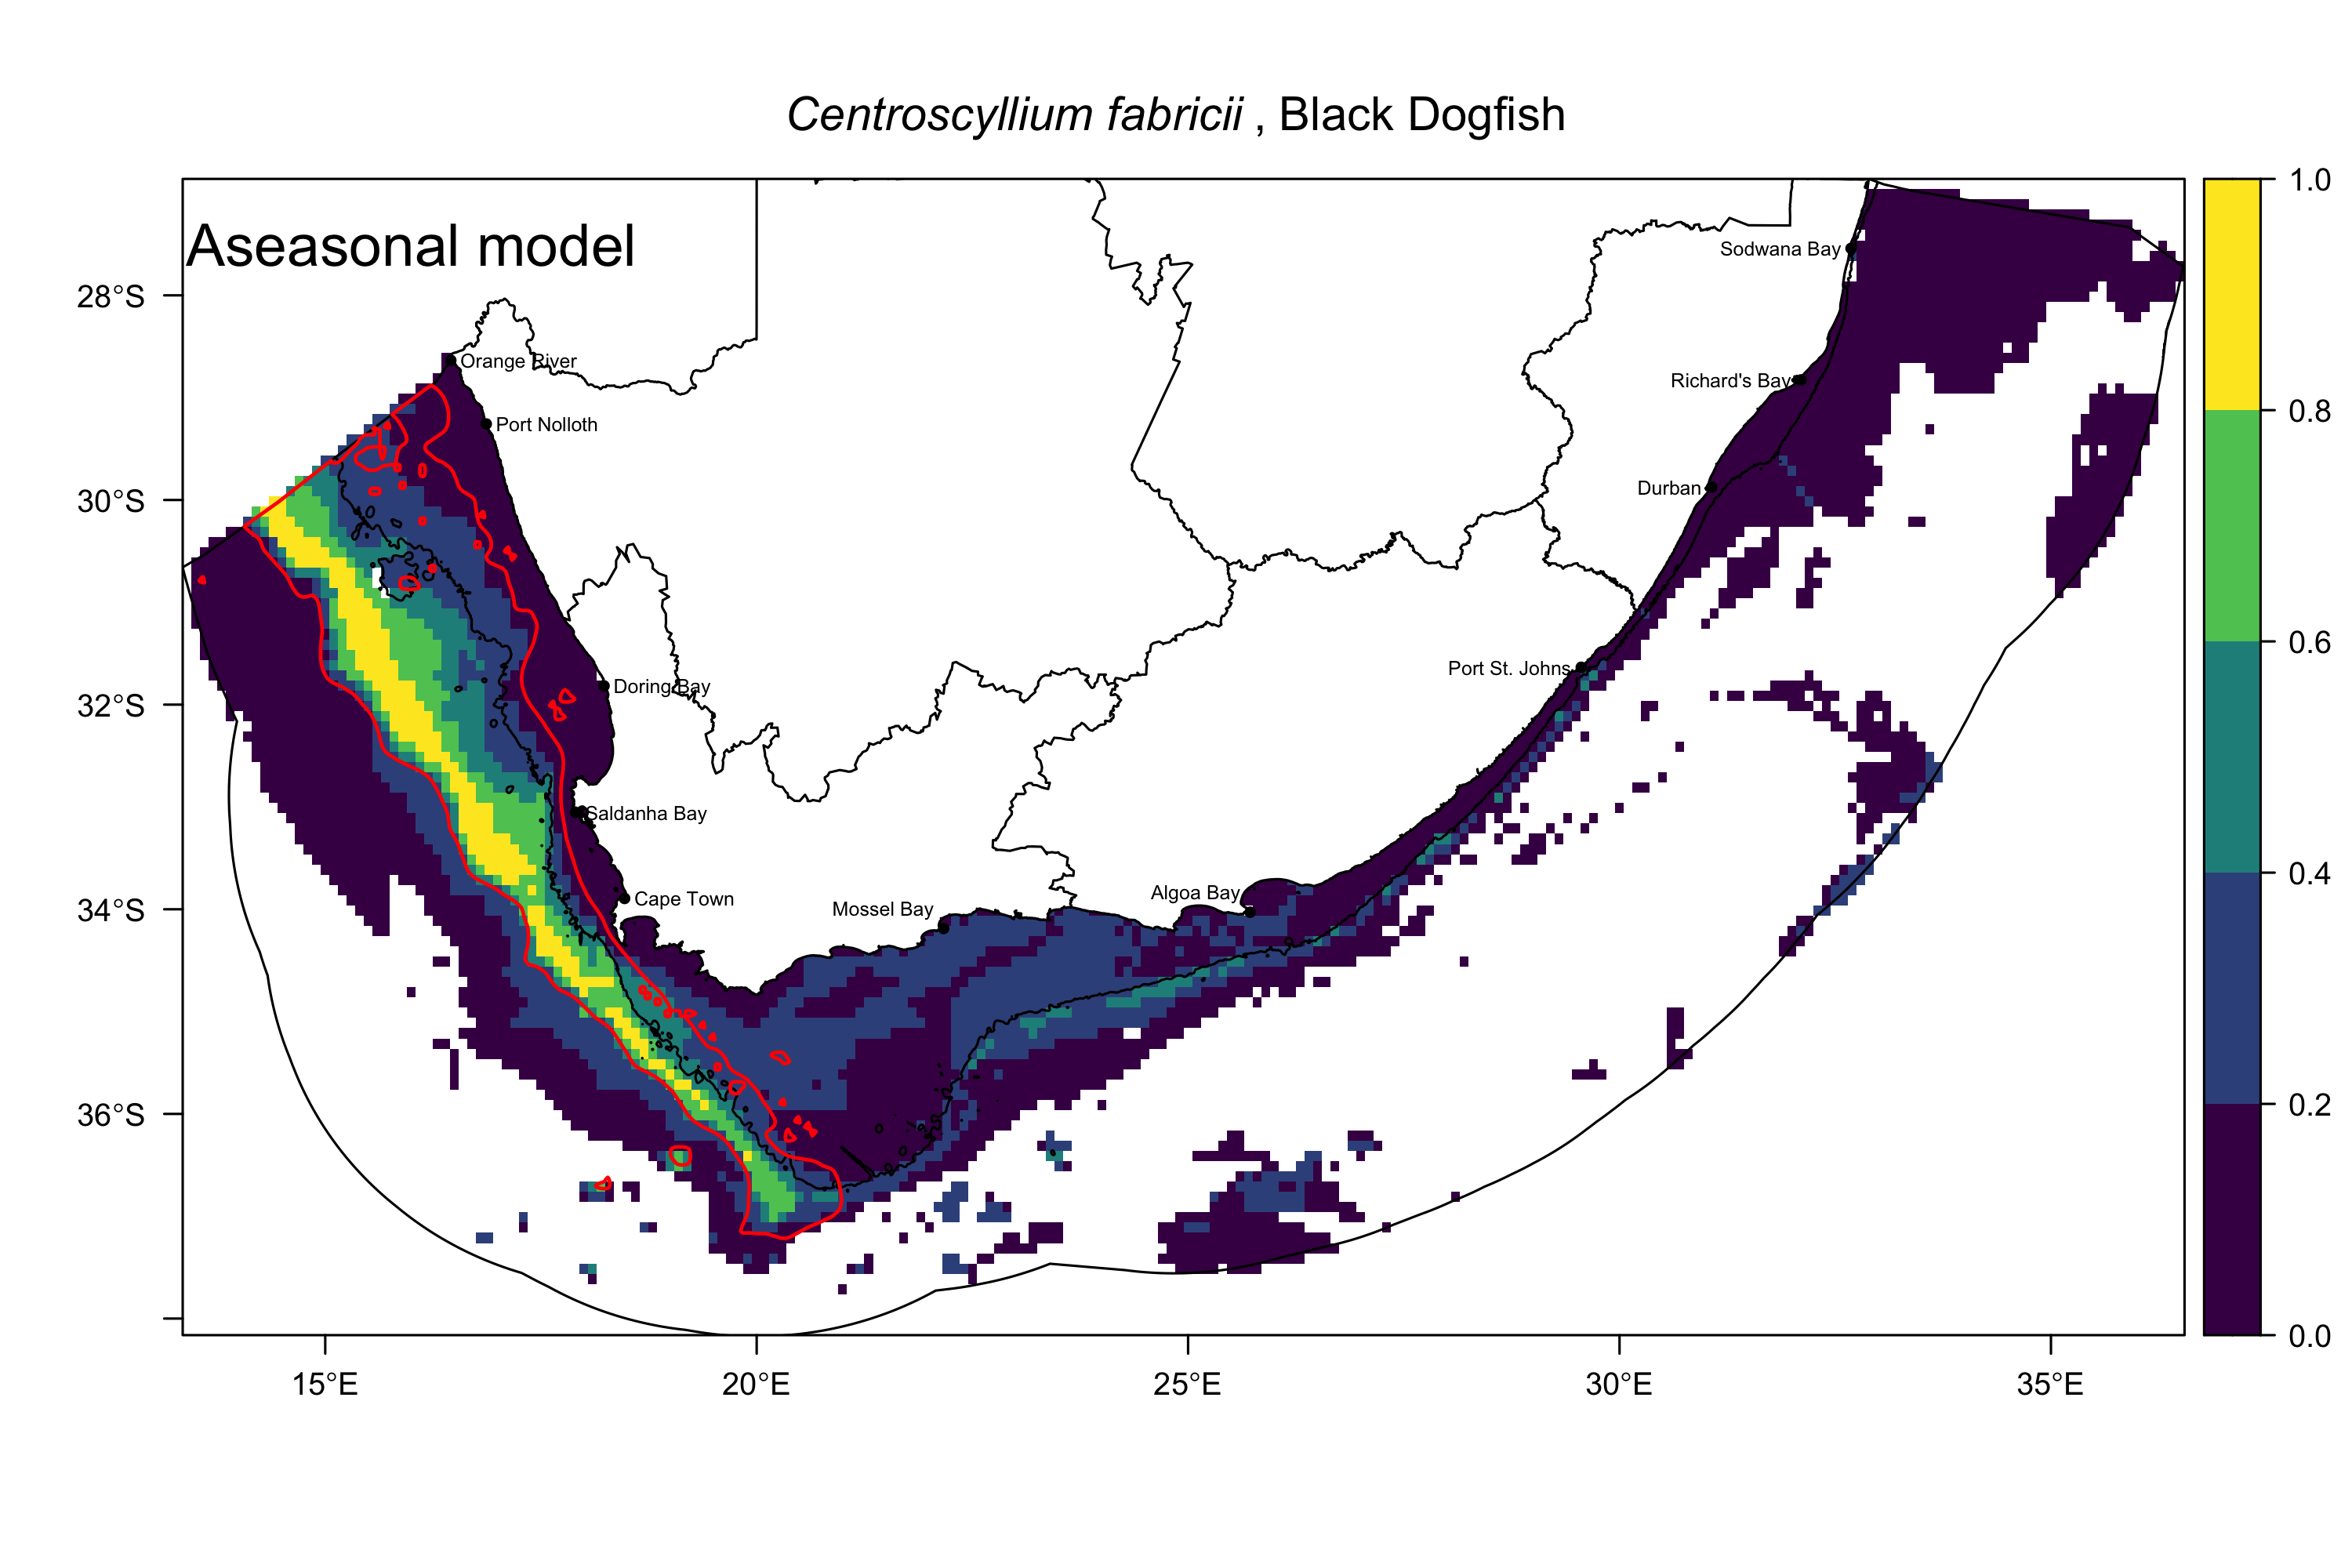 Centroscyllium fabricii , Black Dogfish
Aseasonal model
1.0
0.8
0.6
0.4
0.2
0.0
28°S
30°S
32°S
34°S
36°S
15°E
20°E
25°E
30°E
35°E
Sodwana Bay
Orange River
Richard's Bay
Port Nolloth
Durban
Port St. Johns
Doring Bay
Saldanha Bay
Algoa Bay
Cape Town
Mossel Bay